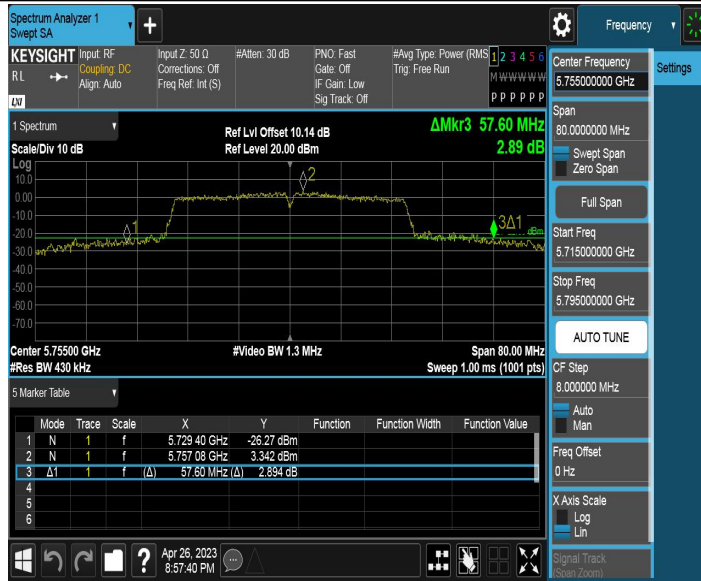 Spectrum Analyzer 1
Swept SA
+
Frequency
KEYSIGHT
Input: RF
Input Z: 50 Ω
#Atten: 30 dB
PNO: Fast
#Avg Type: Power (RMS
1 2 3 4 5 6
RL
Coupling: DC
Corrections: Off
Gate: Off
Trig: Free Run
M W W W W W
Align: Auto
Freq Ref: Int (S)
IF Gain: Low
Sig Track: Off
P P P P P P
LXI
Center Frequency
5.755000000 GHz
Settings
1 Spectrum
Ref Lvl Offset 10.14 dB
ΔMkr3 57.60 MHz
Scale/Div 10 dB
Ref Level 20.00 dBm
2.89 dB
Log
10.0
0.00
-10.0
-20.0
-30.0
-40.0
-50.0
-60.0
-70.0
1
2
3Δ1
dBm
Center 5.75500 GHz
#Video BW 1.3 MHz
Span 80.00 MHz
#Res BW 430 kHz
Sweep 1.00 ms (1001 pts)
Span
80.0000000 MHz
Swept Span
Zero Span
Full Span
Start Freq
5.715000000 GHz
Stop Freq
5.795000000 GHz
AUTO TUNE
CF Step
8.000000 MHz
Auto
Man
Freq Offset
0 Hz
X Axis Scale
Log
Lin
Signal Track
(Span Zoom)
5 Marker Table
Mode Trace Scale X Y Function Function Width Function Value
1 N 1 f 5.729 40 GHz -26.27 dBm
2 N 1 f 5.757 08 GHz 3.342 dBm
3 Δ1 1 f (Δ) 57.60 MHz (Δ) 2.894 dB
4
5
6
?
Apr 26, 2023
8:57:40 PM